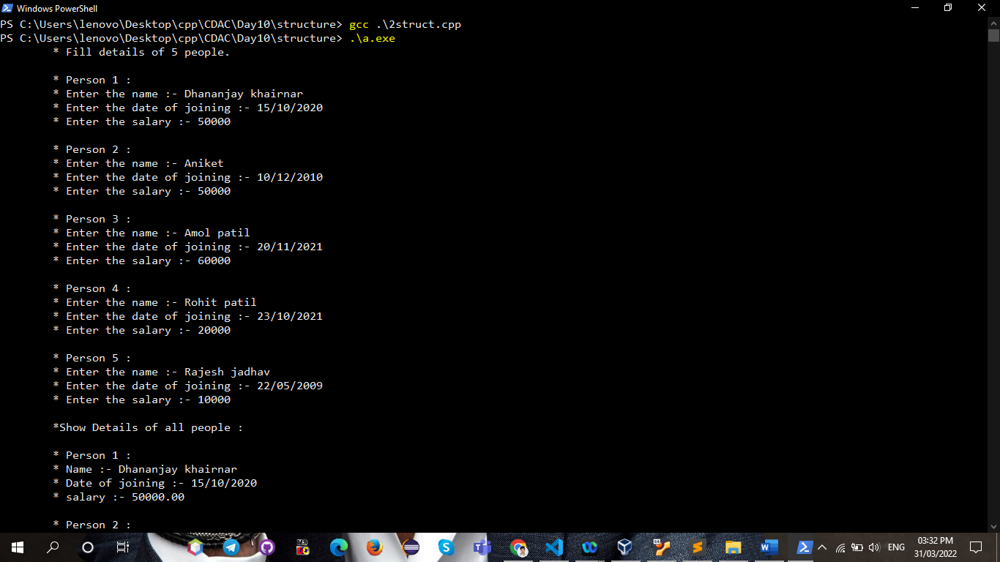 Windows PowerShell
PS C:\Users\lenovo\Desktop\cpp\CDAC\Day10\structure> gcc .\2struct.cpp
PS C:\Users\lenovo\Desktop\cpp\CDAC\Day10\structure> .\a.exe
* Fill details of 5 people.
* Person 1 :
* Enter the name :- Dhananjay khairnar
* Enter the date of joining :- 15/10/2020
* Enter the salary :- 50000
* Person 2 :
* Enter the name :- Aniket
* Enter the date of joining :- 10/12/2010
* Enter the salary :- 50000
* Person 3 :
* Enter the name :- Amol patil
* Enter the date of joining :- 20/11/2021
* Enter the salary :- 60000
* Person 4 :
* Enter the name :- Rohit patil
* Enter the date of joining :- 23/10/2021
* Enter the salary :- 20000
* Person 5 :
* Enter the name :- Rajesh jadhav
* Enter the date of joining :- 22/05/2009
* Enter the salary :- 10000
*Show Details of all people :
* Person 1 :
* Name :- Dhananjay khairnar
* Date of joining :- 15/10/2020
* salary :- 50000.00
* Person 2 :
ENG
03:32 PM
31/03/2022